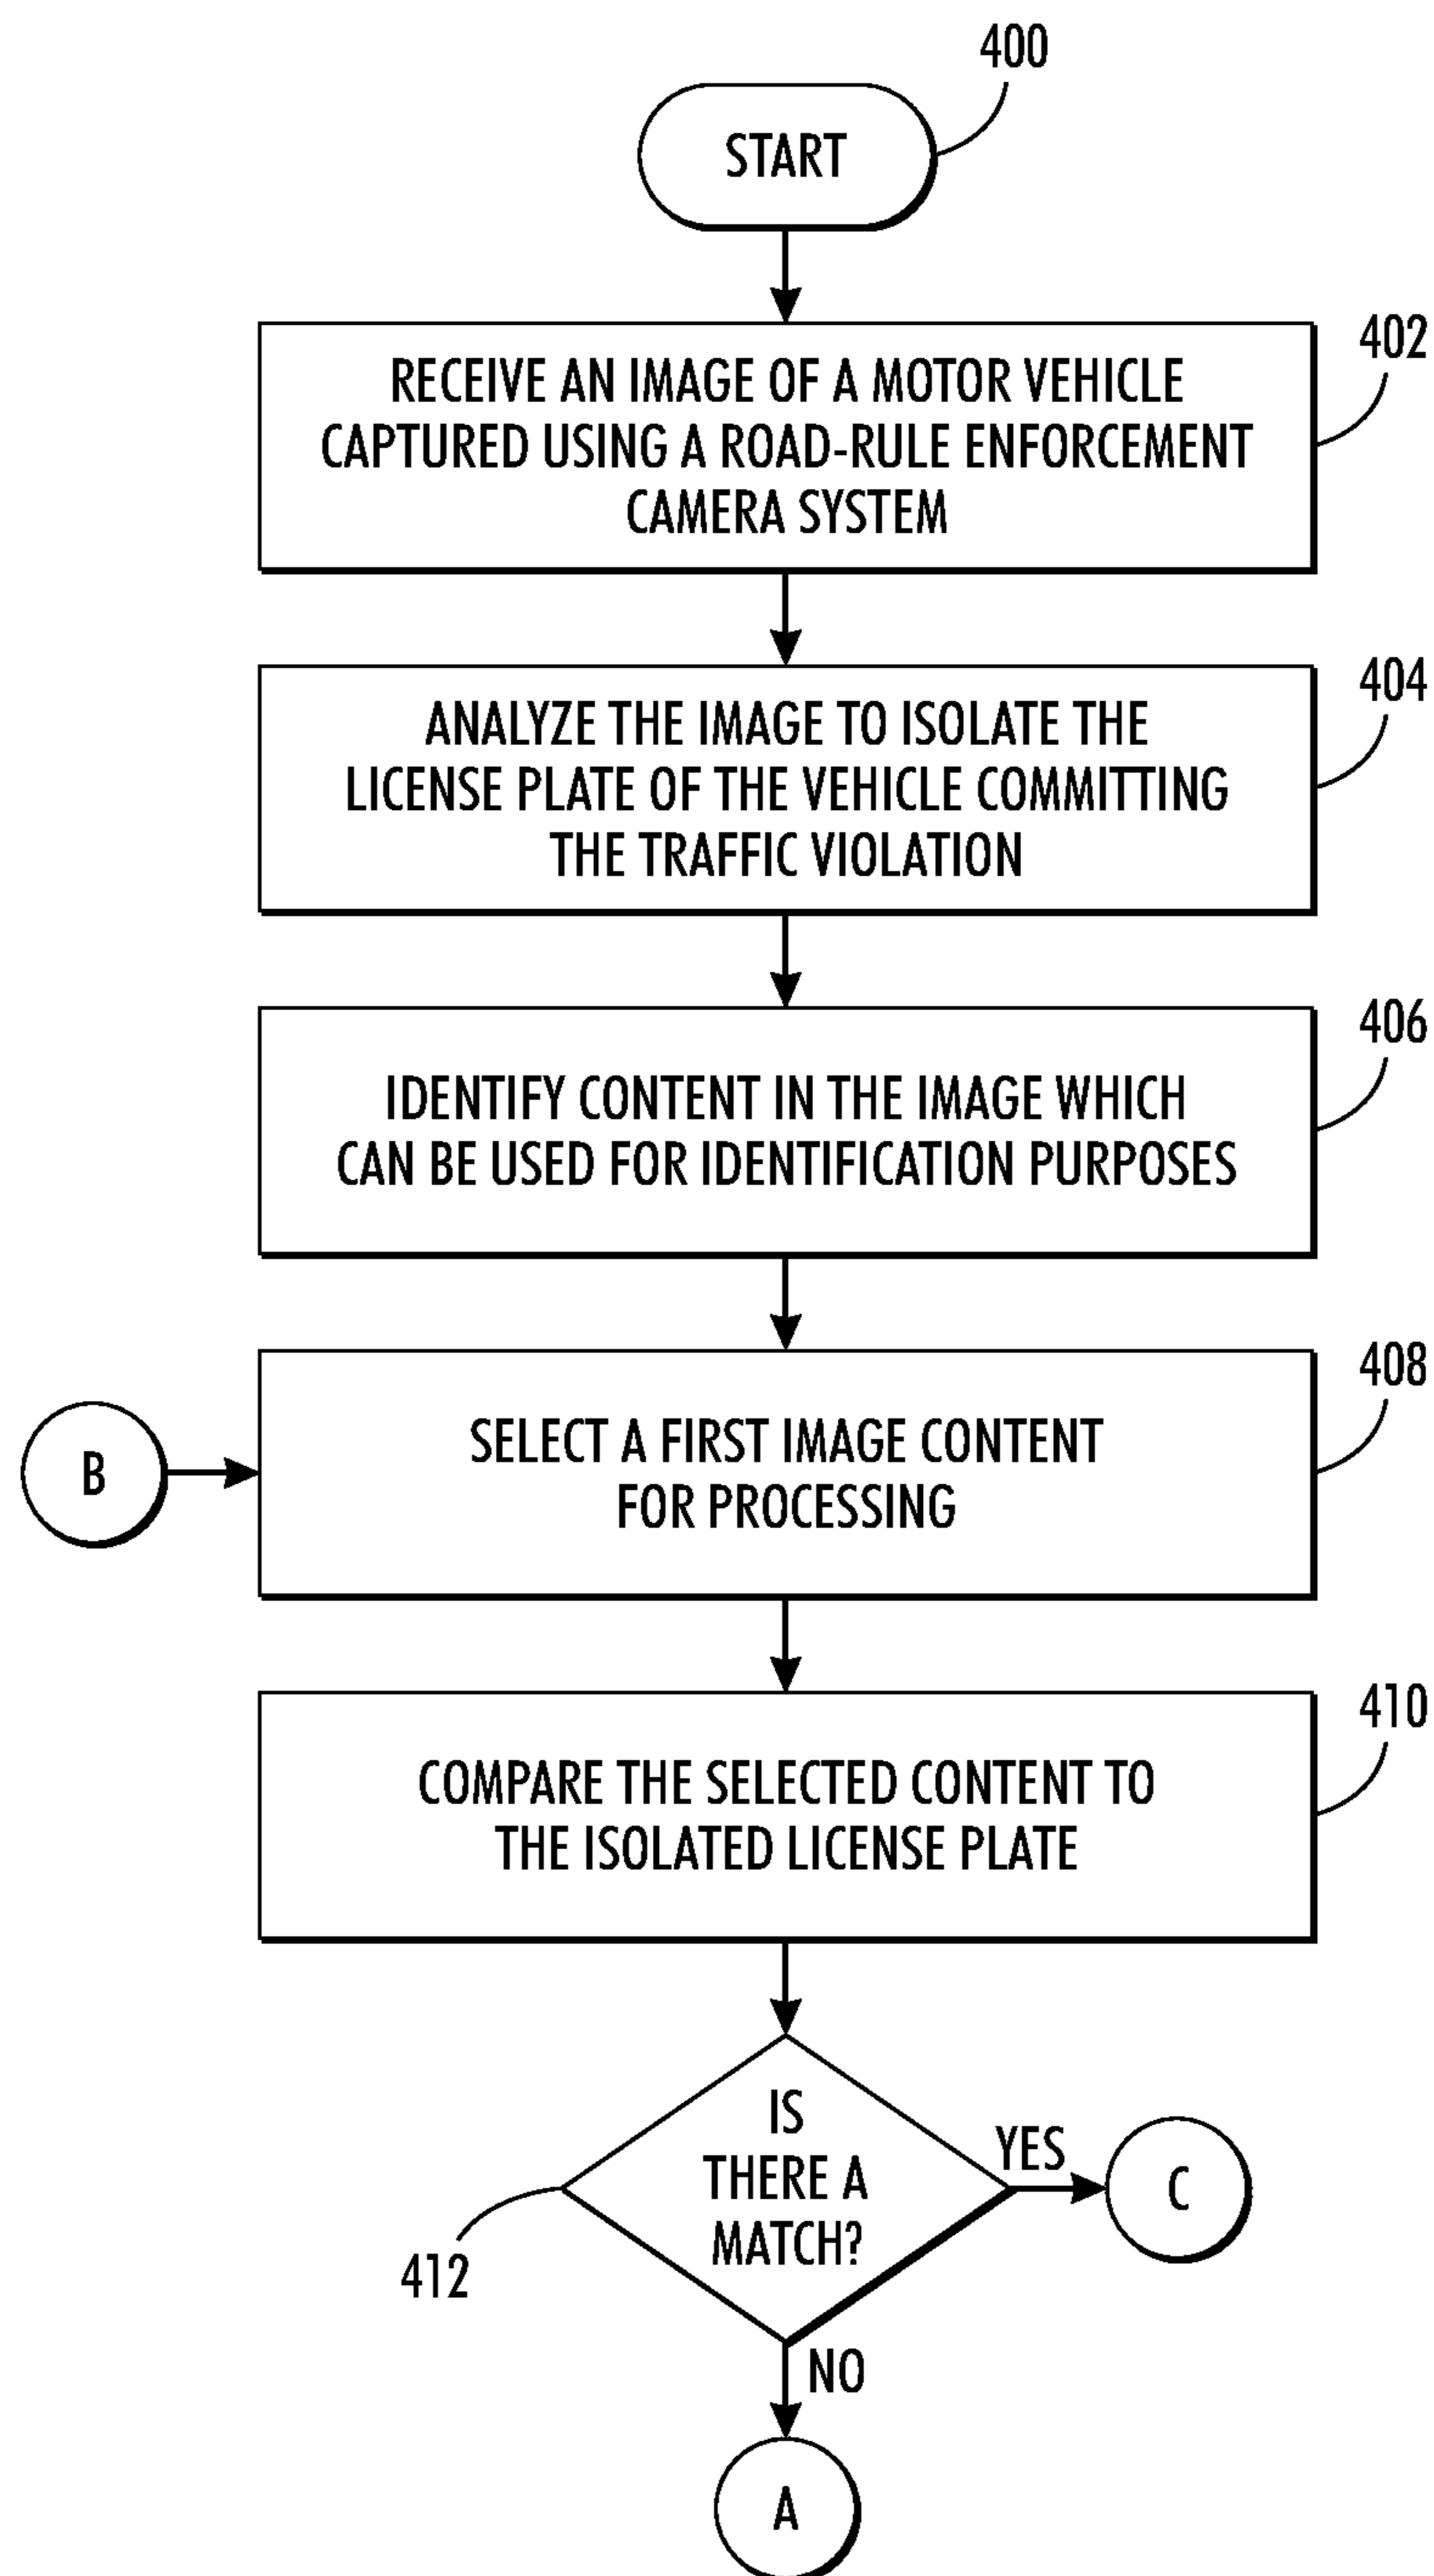 400
START
402
RECEIVE AN IMAGE OF A MOTOR VEHICLE
CAPTURED USING A ROAD-RULE ENFORCEMENT
CAMERA SYSTEM
404
ANALYZE THE IMAGE TO ISOLATE THE
LICENSE PLATE OF THE VEHICLE COMMITTING
THE TRAFFIC VIOLATION
406
IDENTIFY CONTENT IN THE IMAGE WHICH
CAN BE USED FOR IDENTIFICATION PURPOSES
408
B
SELECT A FIRST IMAGE CONTENT
FOR PROCESSING
410
COMPARE THE SELECTED CONTENT TO
THE ISOLATED LICENSE PLATE
IS
THERE A
MATCH?
YES
C
412
NO
A